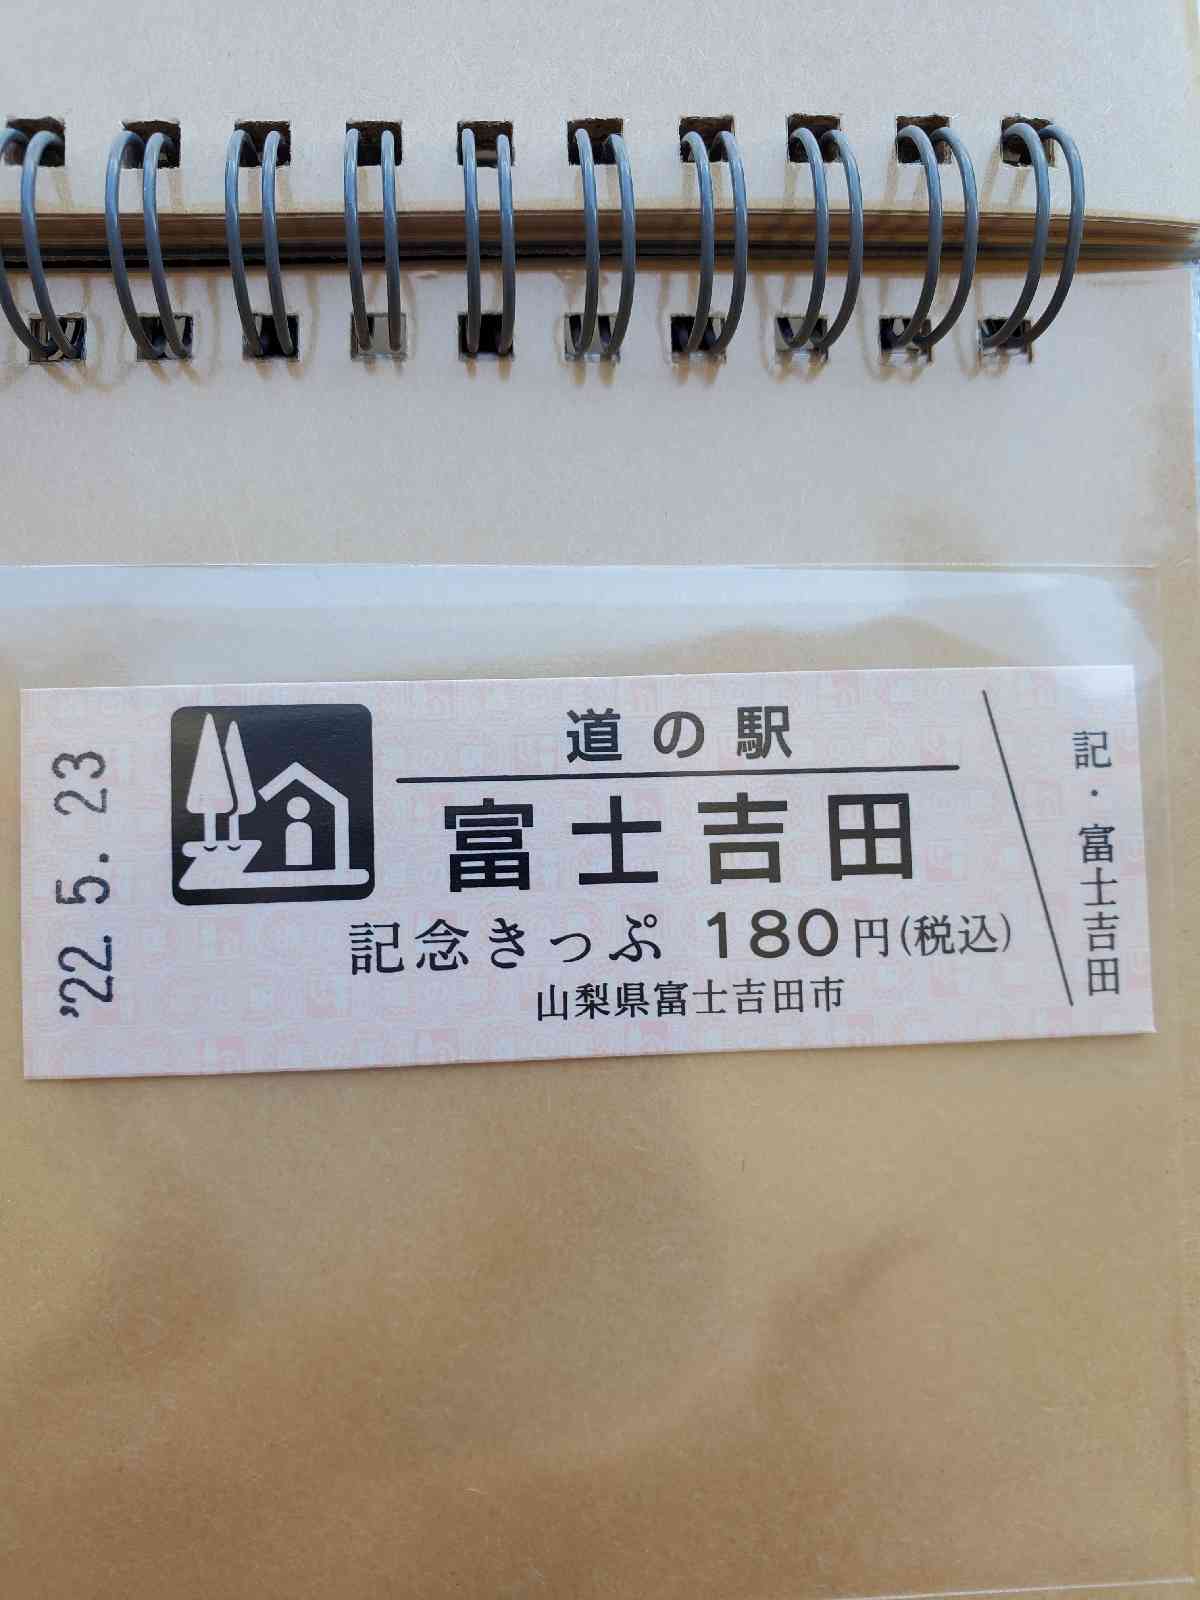 '22. 5. 23
道の駅
富士吉田
記念きっぷ 180円(税込)
山梨県富士吉田市
記・富士吉田